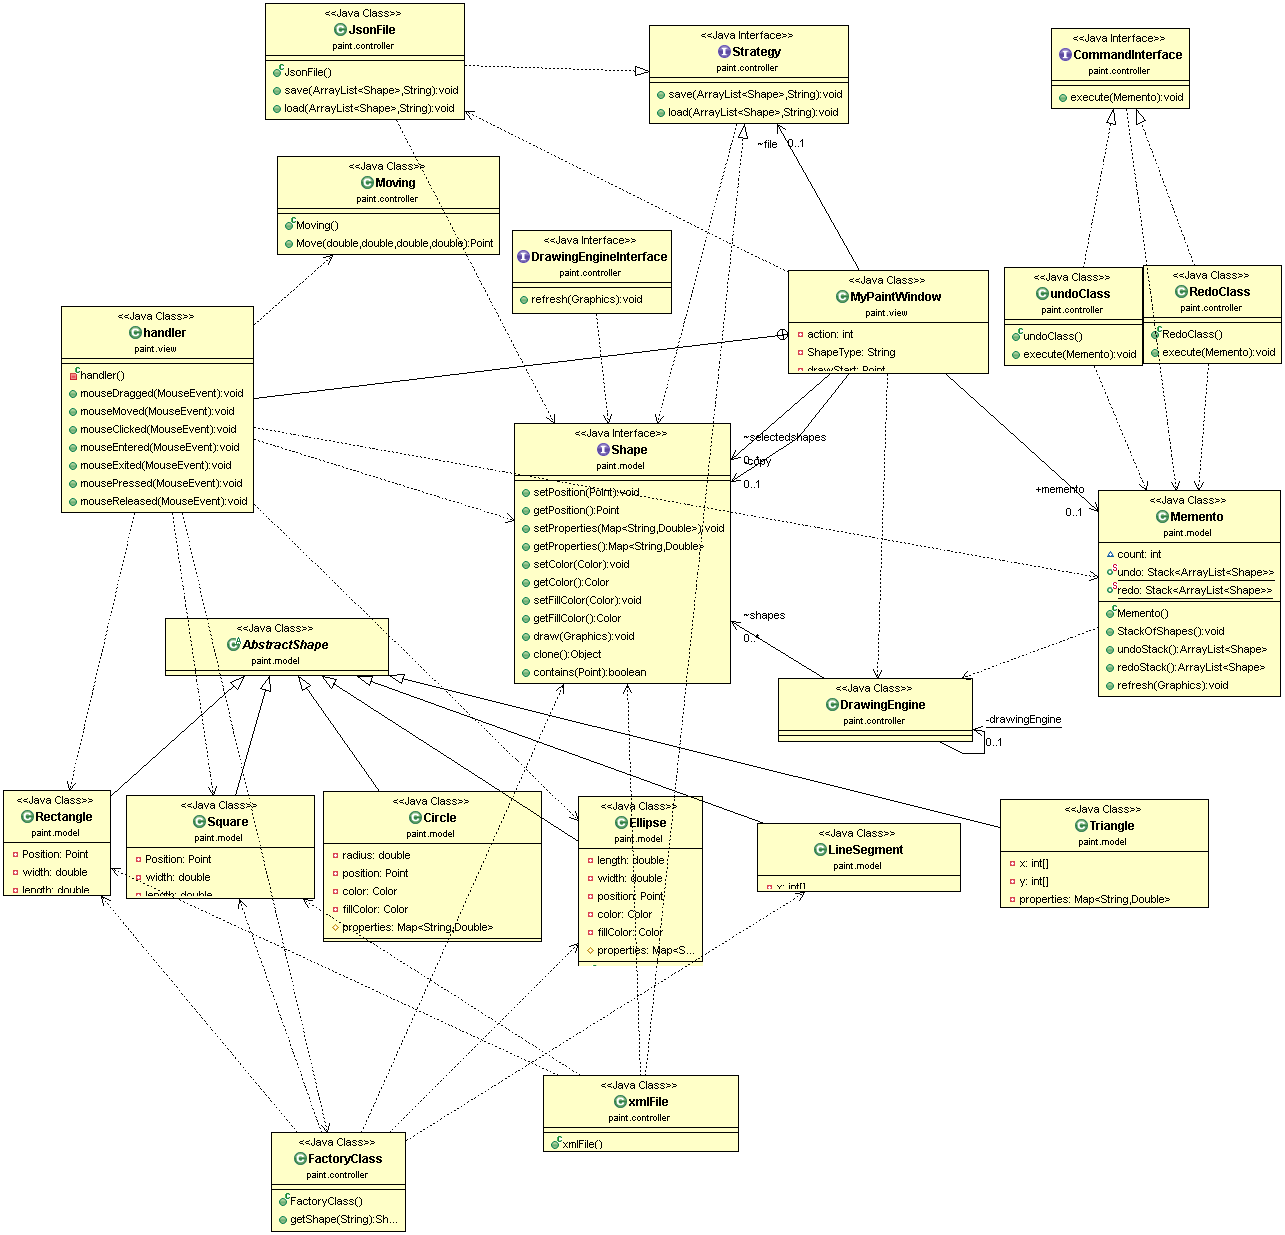 <<Java Class>>
JsonFile
paint.controller
JsonFile()
save(ArrayList<Shape>,String):void
load(ArrayList<Shape>,String):void
<<Java Interface>>
Strategy
paint.controller
save(ArrayList<Shape>,String):void
load(ArrayList<Shape>,String):void
<<Java Interface>>
CommandInterface
paint.controller
execute(Memento):void
~file
0..1
<<Java Class>>
Moving
paint.controller
Moving()
Move(double,double,double,double):Point
<<Java Interface>>
DrawingEngineInterface
paint.controller
refresh(Graphics):void
<<Java Class>>
MyPaintWindow
paint.view
action: int
ShapeType: String
drawStart: Point
<<Java Class>>
undoClass
paint.controller
undoClass()
execute(Memento):void
<<Java Class>>
RedoClass
paint.controller
RedoClass()
execute(Memento):void
<<Java Class>>
handler
paint.view
handler()
mouseDragged(MouseEvent):void
mouseMoved(MouseEvent):void
mouseClicked(MouseEvent):void
mouseEntered(MouseEvent):void
mouseExited(MouseEvent):void
mousePressed(MouseEvent):void
mouseReleased(MouseEvent):void
<<Java Interface>>
Shape
paint.model
setPosition(Point):void
getPosition():Point
setProperties(Map<String,Double>):void
getProperties():Map<String,Double>
setColor(Color):void
getColor():Color
setFillColor(Color):void
getFillColor():Color
draw(Graphics):void
clone():Object
contains(Point):boolean
~selectedshapes
0..1
copy
0..1
+memento
0..1
<<Java Class>>
Memento
paint.model
count: int
undo: Stack<ArrayList<Shape>>
redo: Stack<ArrayList<Shape>>
Memento()
StackOfShapes():void
undoStack():ArrayList<Shape>
redoStack():ArrayList<Shape>
refresh(Graphics):void
~shapes
0..*
<<Java Class>>
AbstractShape
paint.model
<<Java Class>>
DrawingEngine
paint.controller
-drawingEngine
0..1
<<Java Class>>
Rectangle
paint.model
Position: Point
width: double
length: double
<<Java Class>>
Square
paint.model
Position: Point
width: double
length: double
<<Java Class>>
Circle
paint.model
radius: double
position: Point
color: Color
fillColor: Color
properties: Map<String,Double>
<<Java Class>>
Ellipse
paint.model
length: double
width: double
position: Point
color: Color
fillColor: Color
properties: Map<S...
<<Java Class>>
LineSegment
paint.model
x: int[]
<<Java Class>>
Triangle
paint.model
x: int[]
y: int[]
properties: Map<String,Double>
<<Java Class>>
xmlFile
paint.controller
xmlFile()
<<Java Class>>
FactoryClass
paint.controller
FactoryClass()
getShape(String):Sh...